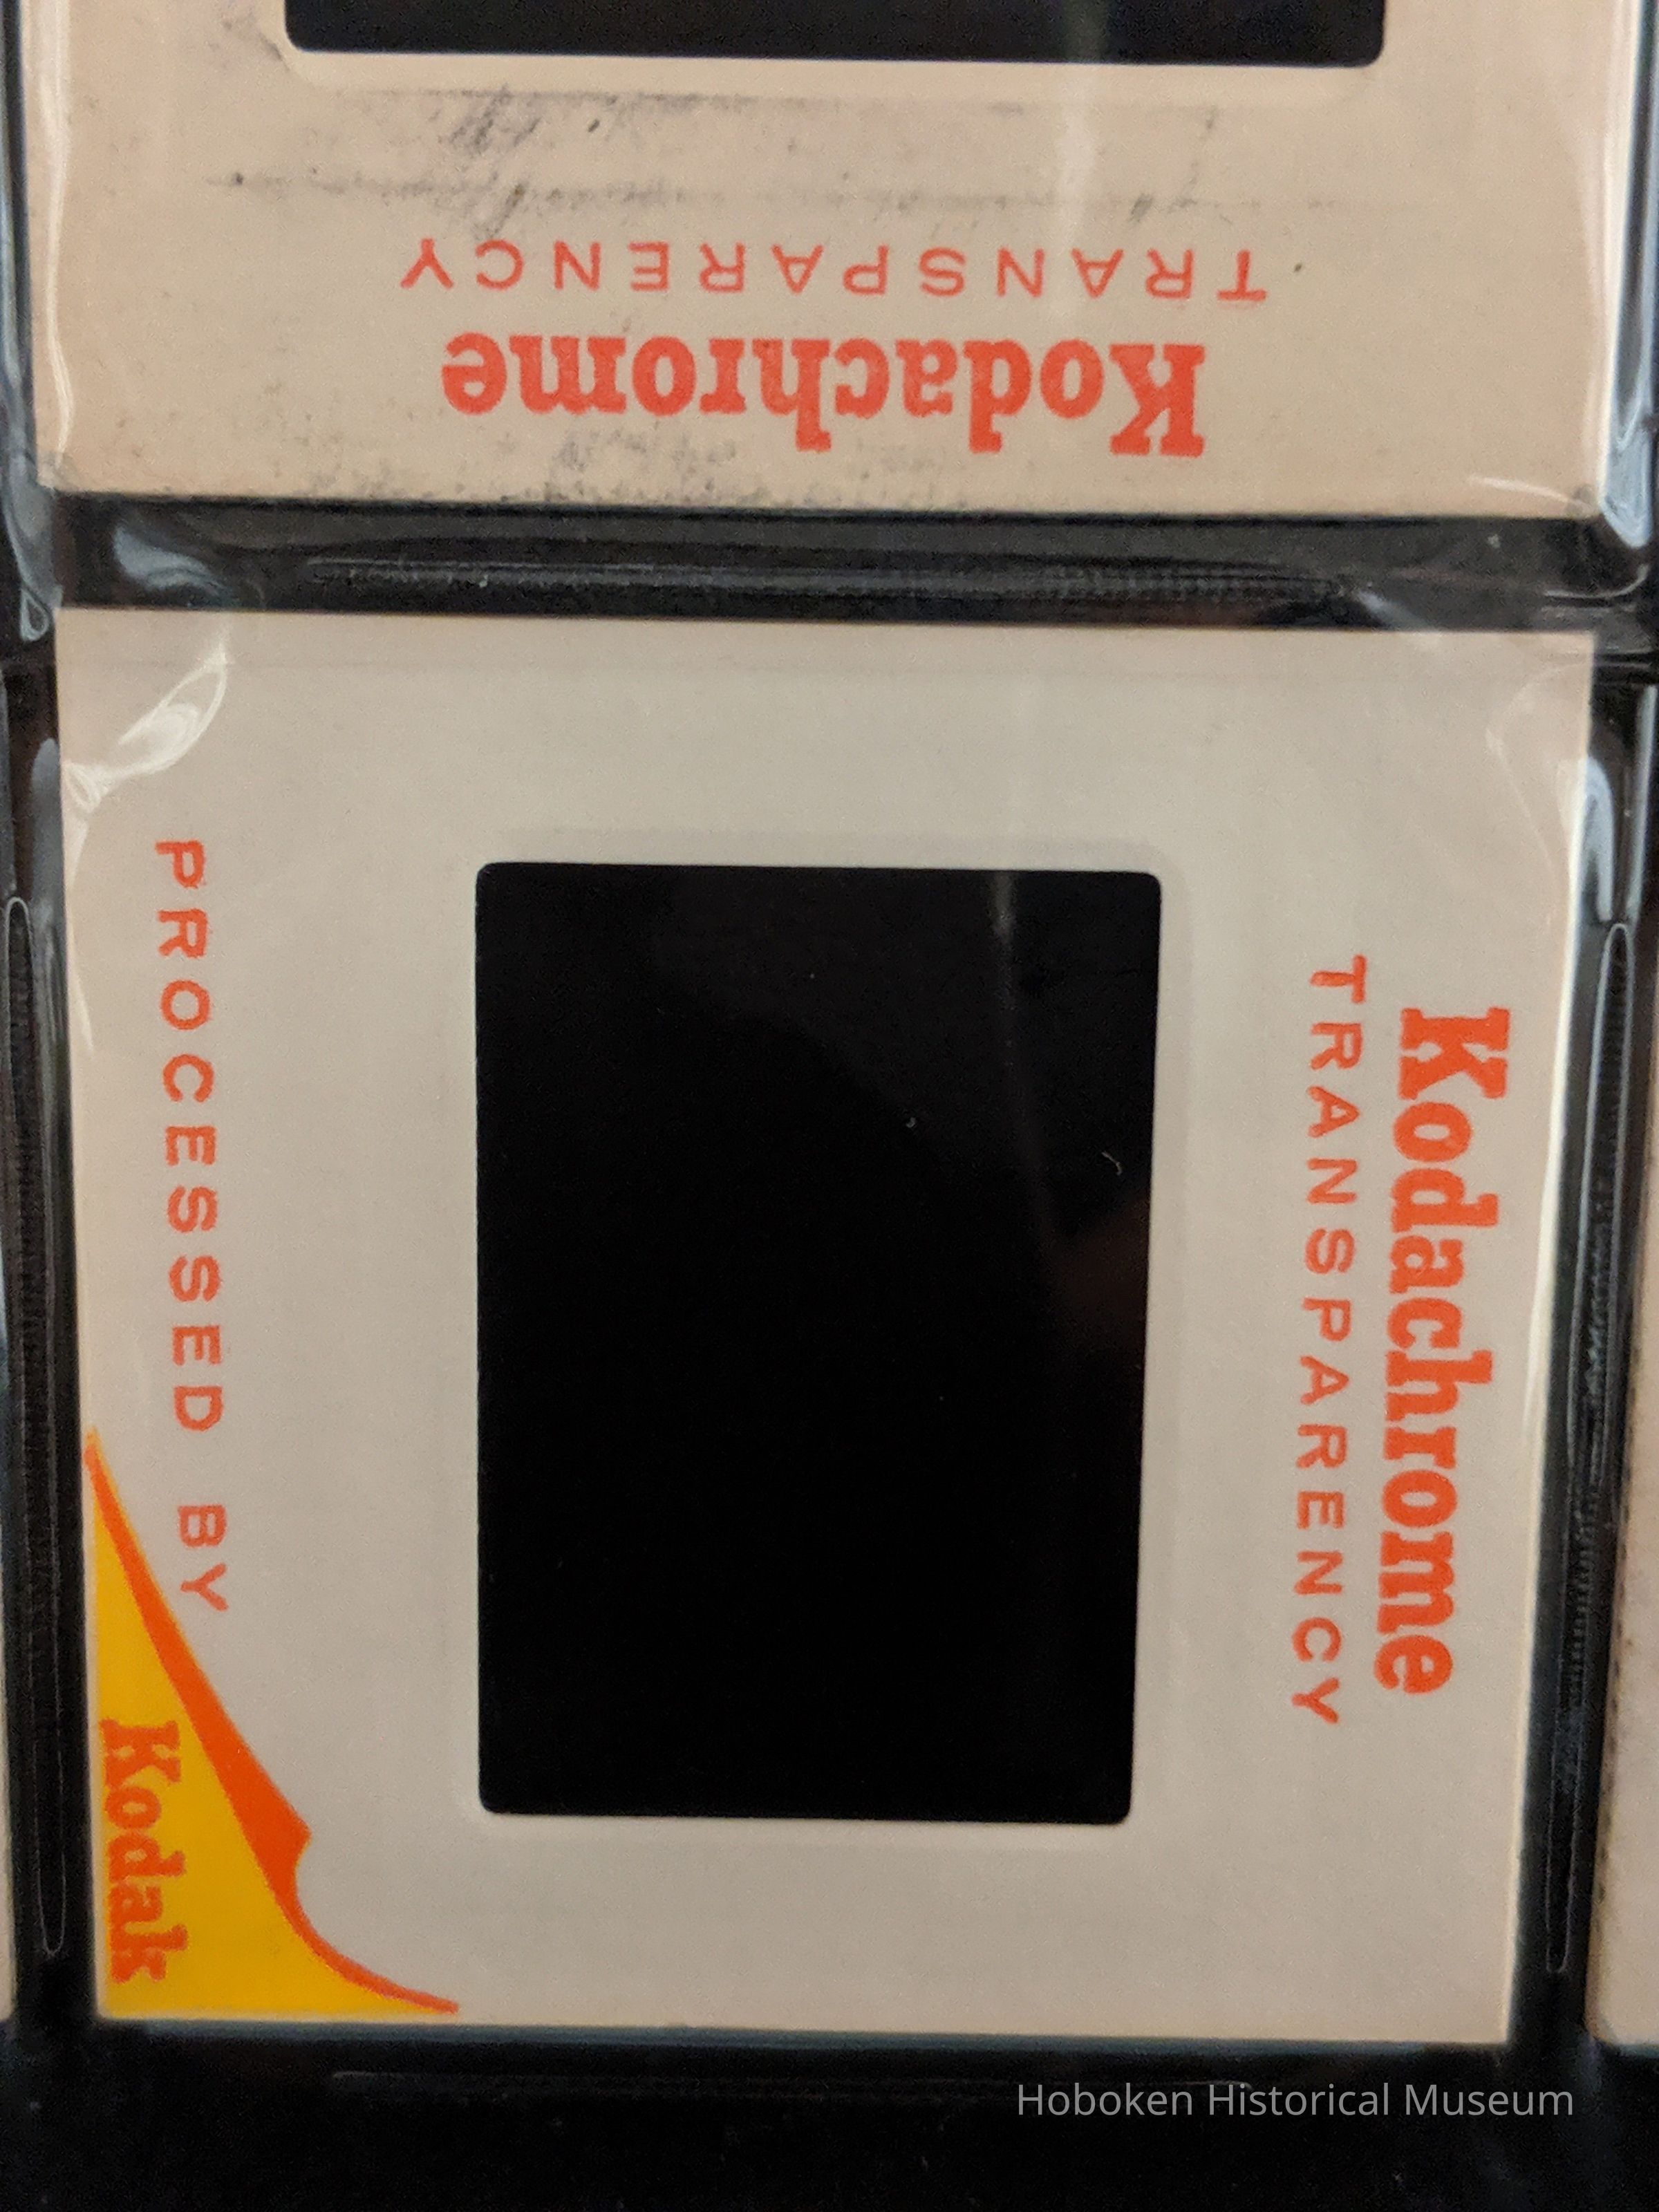 Kodachrome
TRANSPARENCY
Kodachrome
TRANSPARENCY
PROCESSED BY
Kodak
Hoboken Historical Museum